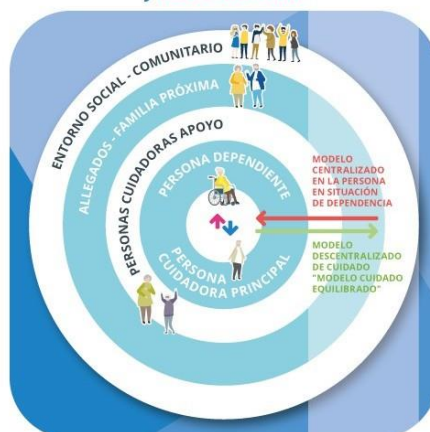 ENTORNO SOCIAL - COMUNITARIO
ALLEGADOS - FAMILIA PRÓXIMA
PERSONAS CUIDADORAS APOYO
PERSONA DEPENDIENTE
PERSONA
CUIDADORA PRINCIPAL
MODELO
CENTRALIZADO
EN LA PERSONA
EN SITUACIÓN
DE DEPENDENCIA
MODELO
DESCENTRALIZADO
DE CUIDADO
"MODELO CUIDADO
EQUILIBRADO"